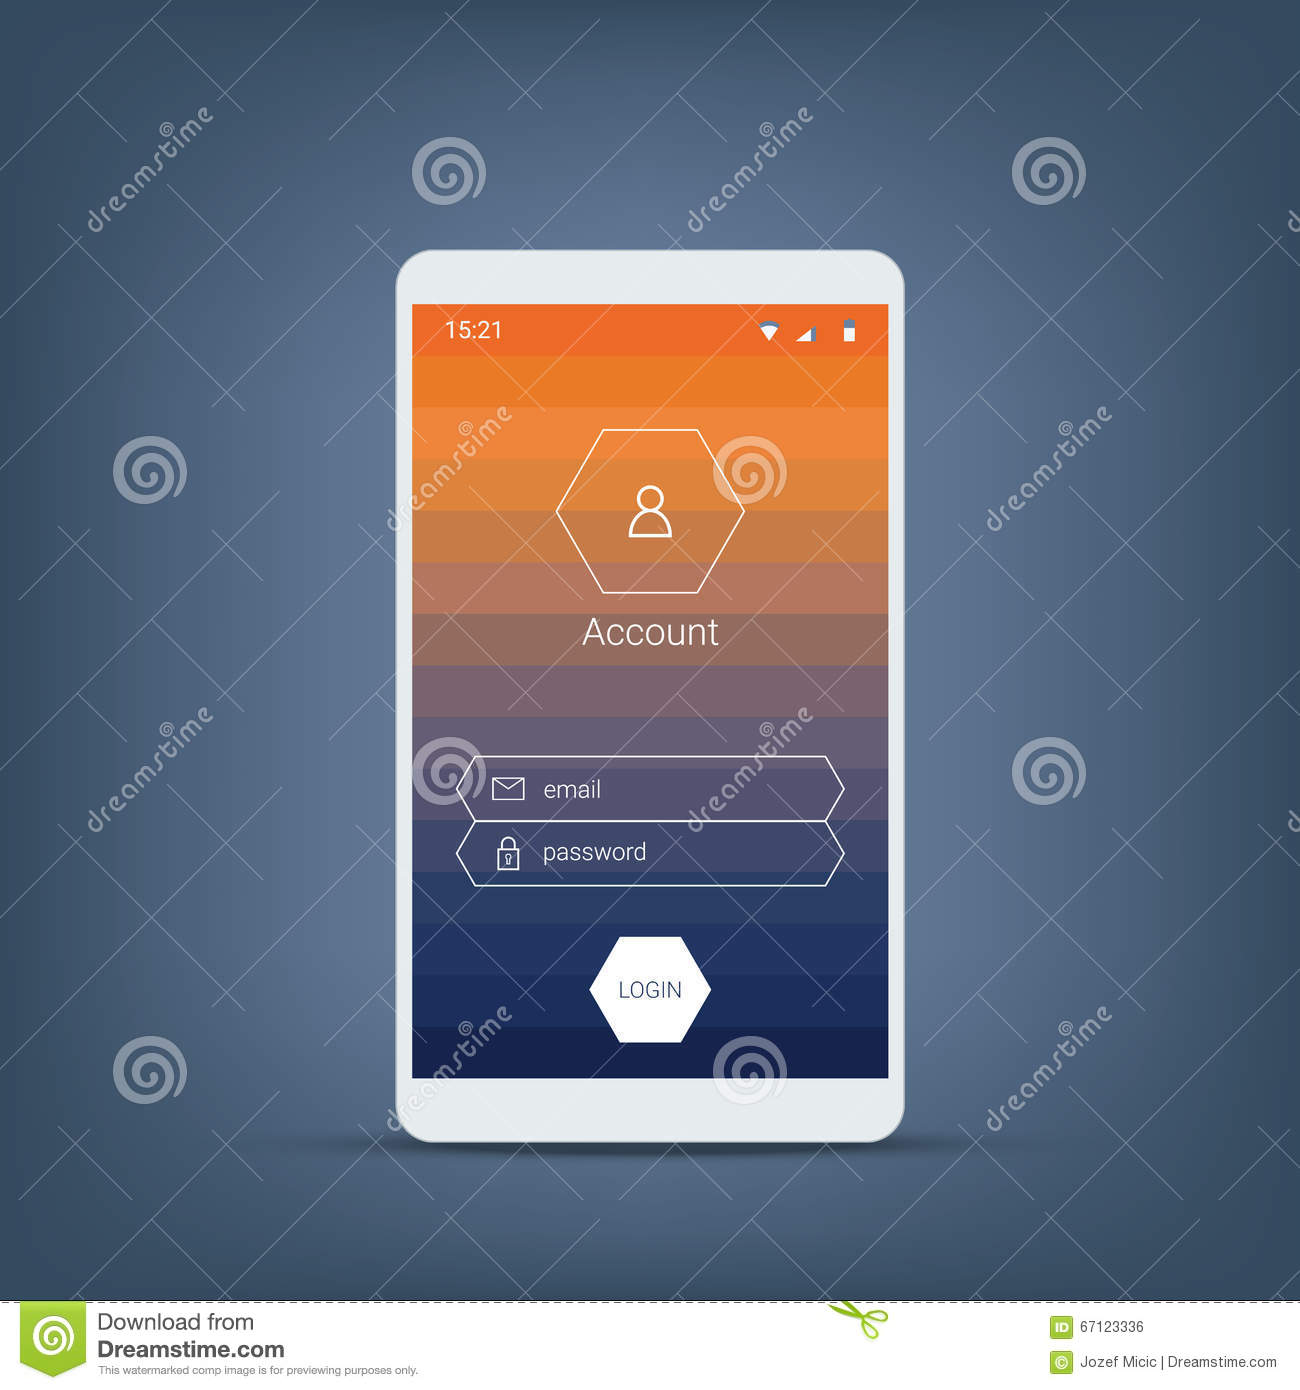 15:21
Account
email
password
LOGIN
dreamstime
dreamstime
dreamstime
dreamstime
dreamstime
dreamstime
dreamstime
dreamstime
Download from
Dreamstime.com
This watermarked comp image is for previewing purposes only.
ID 67123336
© Jozef Micic | Dreamstime.com